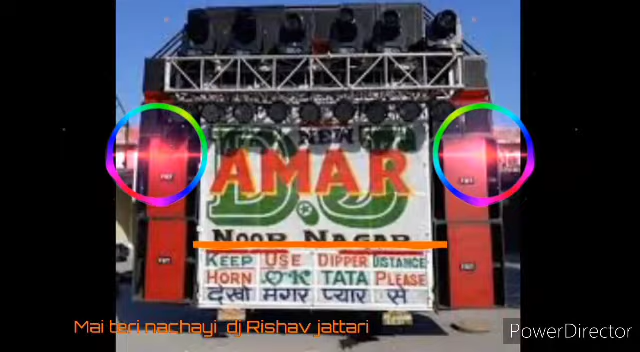 NEW
AMAR
D.J
NOOR NAGAR
KEEP USE DIPPER DISTANCE
HORN OK TATA PLEASE
देखो मगर प्यार से
Mai teri nachayi dj Rishav jattari
PowerDirector